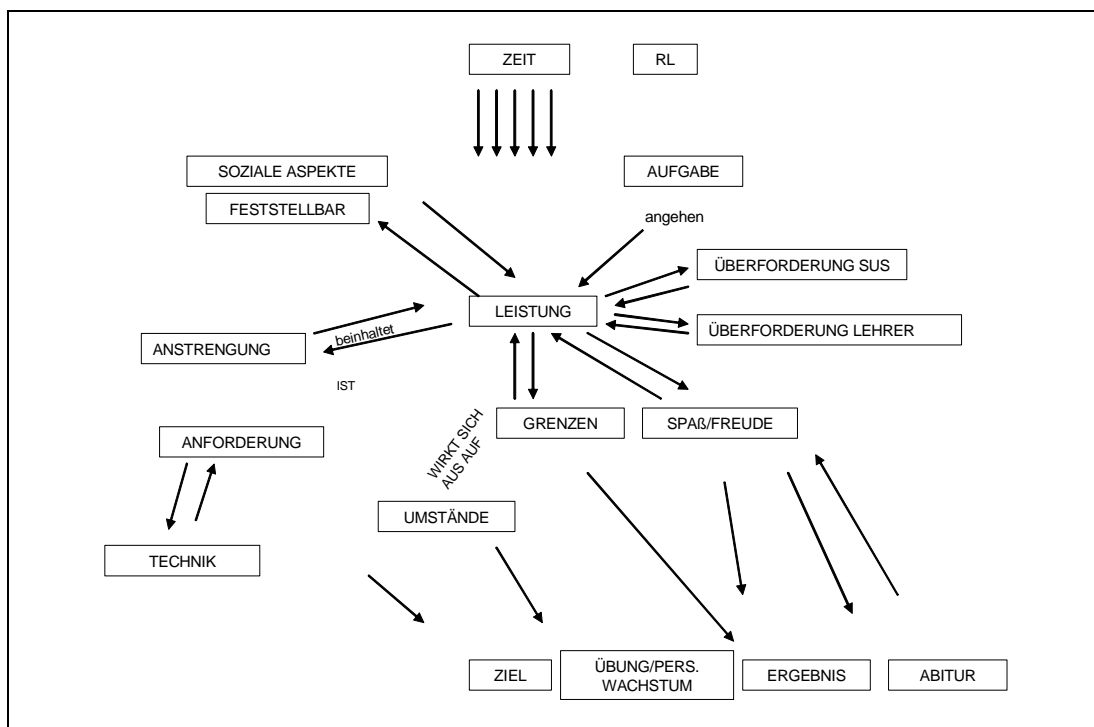 ZEIT
RL
SOZIALE ASPEKTE
AUFGABE
FESTSTELLBAR
angehen
ÜBERFORDERUNG SUS
LEISTUNG
ÜBERFORDERUNG LEHRER
beinhaltet
ANSTRENGUNG
IST
GRENZEN
SPAß/FREUDE
ANFORDERUNG
WIRKT SICH
AUS AUF
UMSTÄNDE
TECHNIK
ZIEL
ÜBUNG/PERS.
WACHSTUM
ERGEBNIS
ABITUR